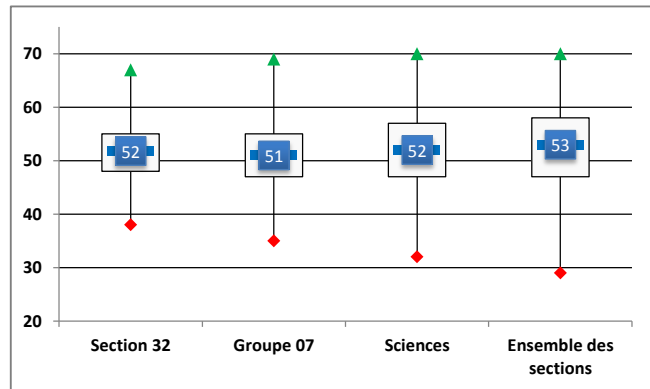 70
60
50
40
30
20
52
51
52
53
Section 32
Groupe 07
Sciences
Ensemble des
sections